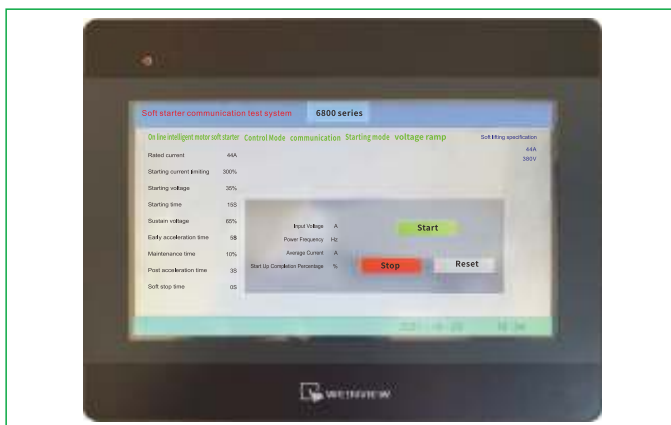 Soft starter communication test system 6800 series
On line intelligent motor soft starter Control Mode communication Starting mode voltage ramp Soft lifting specification
44A
380V
Rated current 44A
Starting current limiting 300%
Starting voltage 35%
Starting time 15S
Sustain voltage 65%
Early acceleration time 5S
Maintenance time 10%
Post acceleration time 3S
Soft stop time 0S
Input Voltage A
Power Frequency Hz
Average Current A
Start Up Completion Percentage %
Start
Stop Reset
WEINVIEW